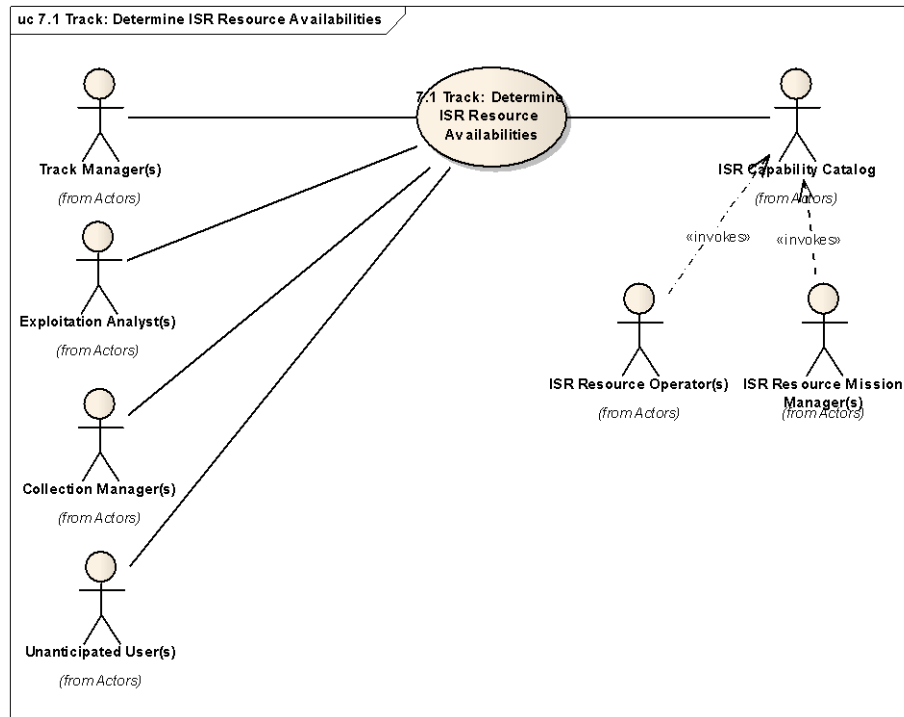 uc 7.1 Track: Determine ISR Resource Availabilities
7.1 Track: Determine
ISR Resource
Availabilities
Track Manager(s)
(from Actors)
ISR Capability Catalog
(from Actors)
«invokes»
«invokes»
Exploitation Analyst(s)
(from Actors)
ISR Resource Operator(s)
(from Actors)
ISR Resource Mission
Manager(s)
(from Actors)
Collection Manager(s)
(from Actors)
Unanticipated User(s)
(from Actors)